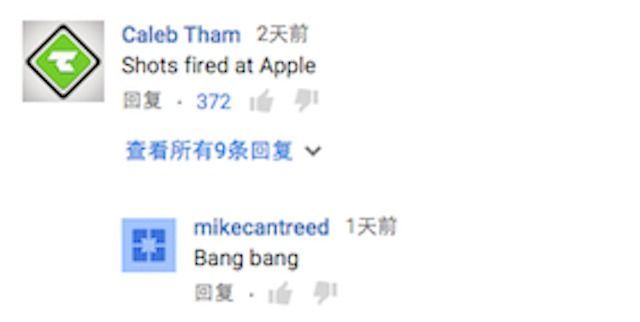 Caleb Tham 2天前
Shots fired at Apple
回复 · 372
查看所有9条回复
mikecantreed 1天前
Bang bang
回复 ·